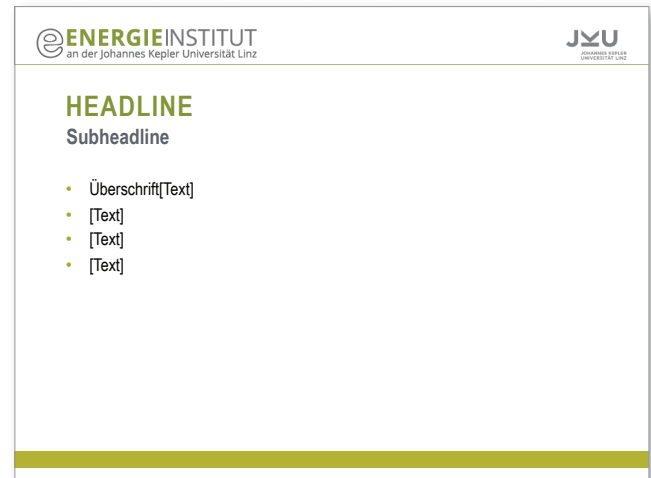 ENERGIEINSTITUT
an der Johannes Kepler Universität Linz
JKU
JOHANNES KEPLER
UNIVERSITÄT LINZ
HEADLINE
Subheadline
• Überschrift[Text]
• [Text]
• [Text]
• [Text]